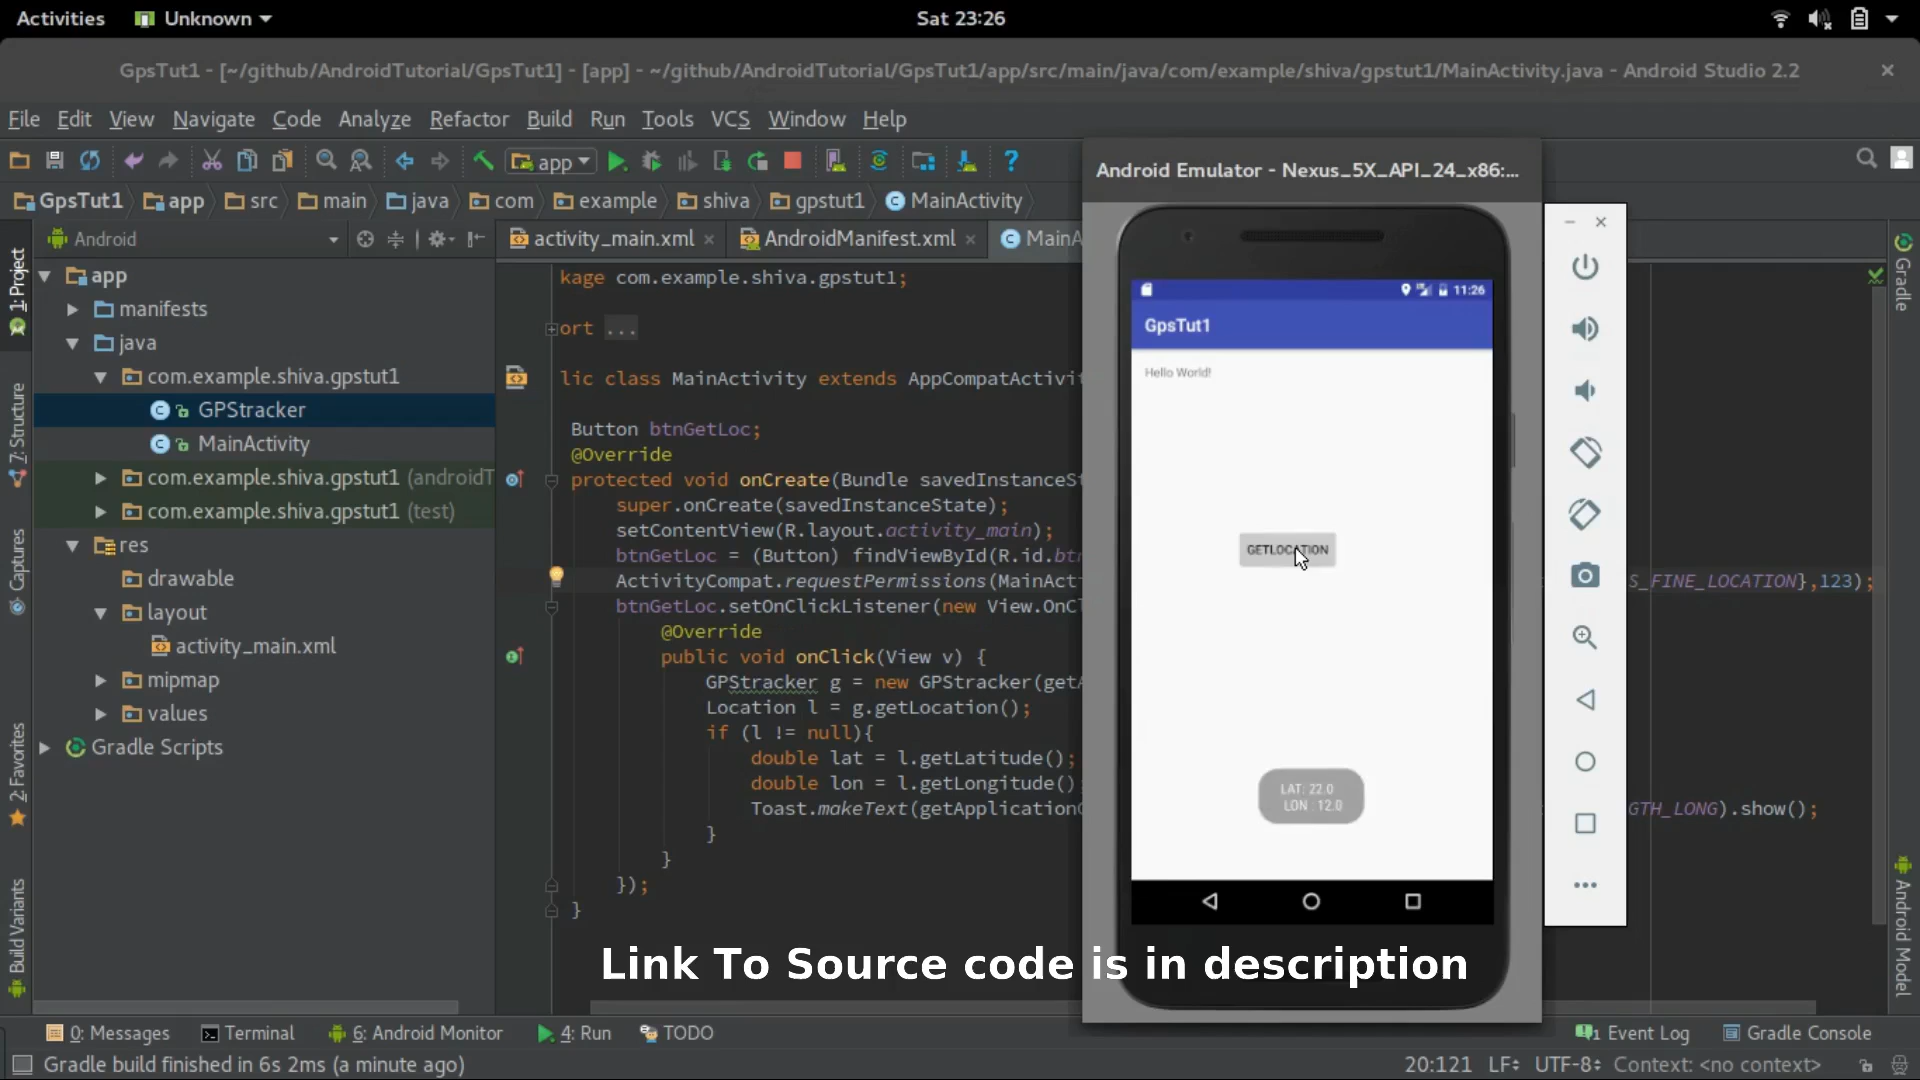 Activities
Unknown
Sat 23:26
GpsTut1 - [~/github/AndroidTutorial/GpsTut1] - [app] - ~/github/AndroidTutorial/GpsTut1/app/src/main/java/com/example/shiva/gpstut1/MainActivity.java - Android Studio 2.2
File Edit View Navigate Code Analyze Refactor Build Run Tools VCS Window Help
app
GpsTut1 app src main java com example shiva gpstut1 MainActivity
Android
activity_main.xml
AndroidManifest.xml
MainA
1: Project
7: Structure
Captures
2: Favorites
Build Variants
app
manifests
java
com.example.shiva.gpstut1
GPStracker
MainActivity
com.example.shiva.gpstut1 (androidT
com.example.shiva.gpstut1 (test)
res
drawable
layout
activity_main.xml
mipmap
values
Gradle Scripts
kage com.example.shiva.gpstut1;
ort ...
lic class MainActivity extends AppCompatActivit
Button btnGetLoc;
@Override
protected void onCreate(Bundle savedInstanceSt
super.onCreate(savedInstanceState);
setContentView(R.layout.activity_main);
btnGetLoc = (Button) findViewById(R.id.btn
ActivityCompat.requestPermissions(MainActi
S_FINE_LOCATION},123);
btnGetLoc.setOnClickListener(new View.OnCl
@Override
public void onClick(View v) {
GPStracker g = new GPStracker(getA
Location l = g.getLocation();
if (l != null){
double lat = l.getLatitude();
double lon = l.getLongitude()
Toast.makeText(getApplicationC
GTH_LONG).show();
}
}
});
}
Android Emulator - Nexus_5X_API_24_x86:...
11:26
GpsTut1
Hello World!
GETLOCATION
LAT: 22.0
LON : 12.0
Gradle
Android Model
Link To Source code is in description
0: Messages
Terminal
6: Android Monitor
4: Run
TODO
1 Event Log
Gradle Console
Gradle build finished in 6s 2ms (a minute ago)
20:121 LF UTF-8 Context: <no context>